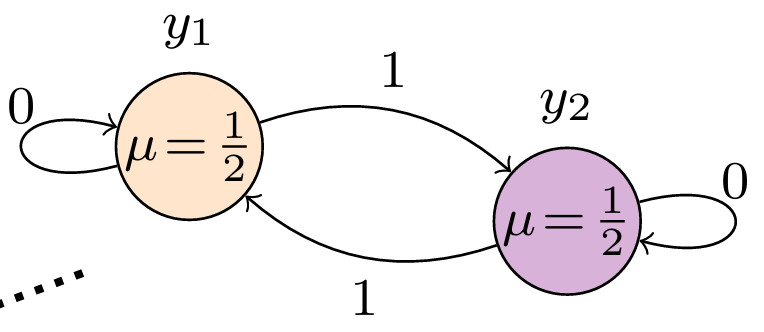 y₁
1
0
y₂
μ = 1/2
0
μ = 1/2
1